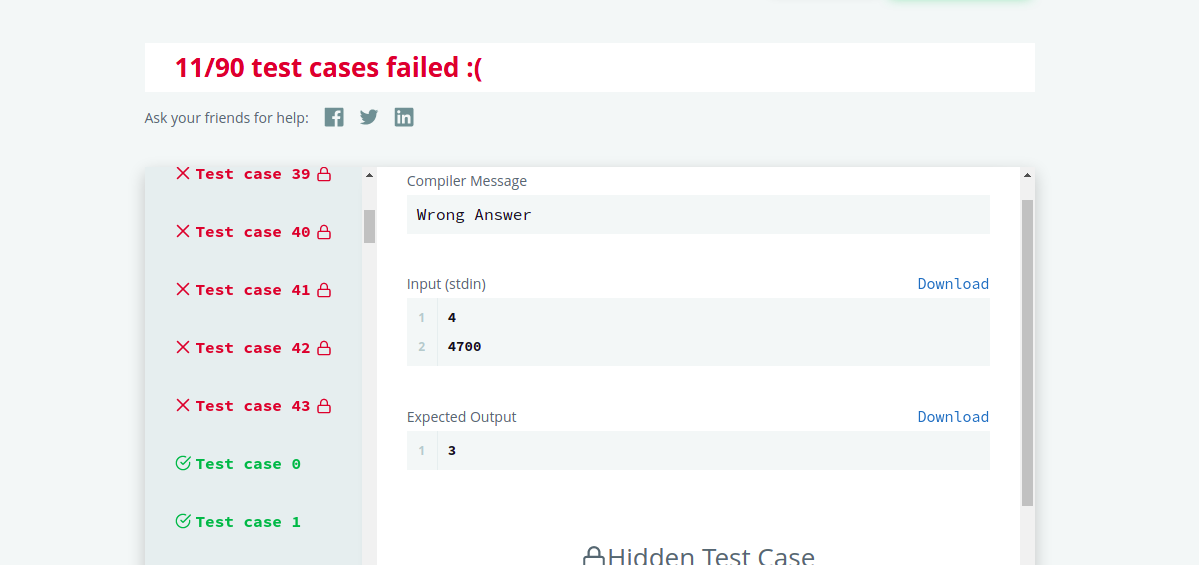 11/90 test cases failed :(
Ask your friends for help:
Test case 39
Test case 40
Test case 41
Test case 42
Test case 43
Test case 0
Test case 1
Compiler Message
Wrong Answer
Input (stdin) Download
1 4
2 4700
Expected Output Download
1 3
Hidden Test Case